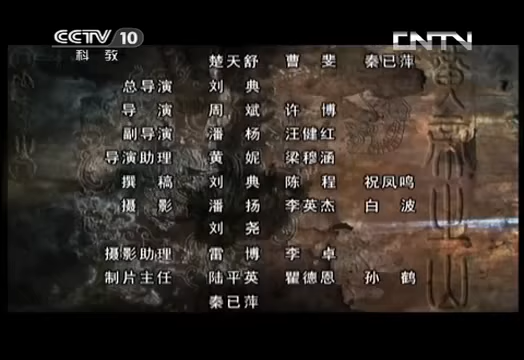 CCTV 10
科教
CNTV
楚天舒 曹斐 秦已萍
总导演 刘典
导演 周斌 许博
副导演 潘杨 汪健红
导演助理 黄妮 梁穆涵
撰稿 刘典 陈程 祝凤鸣
摄影 潘扬 李英杰 白波
刘尧
摄影助理 雷博 李卓
制片主任 陆平英 瞿德恩 孙鹤
秦已萍